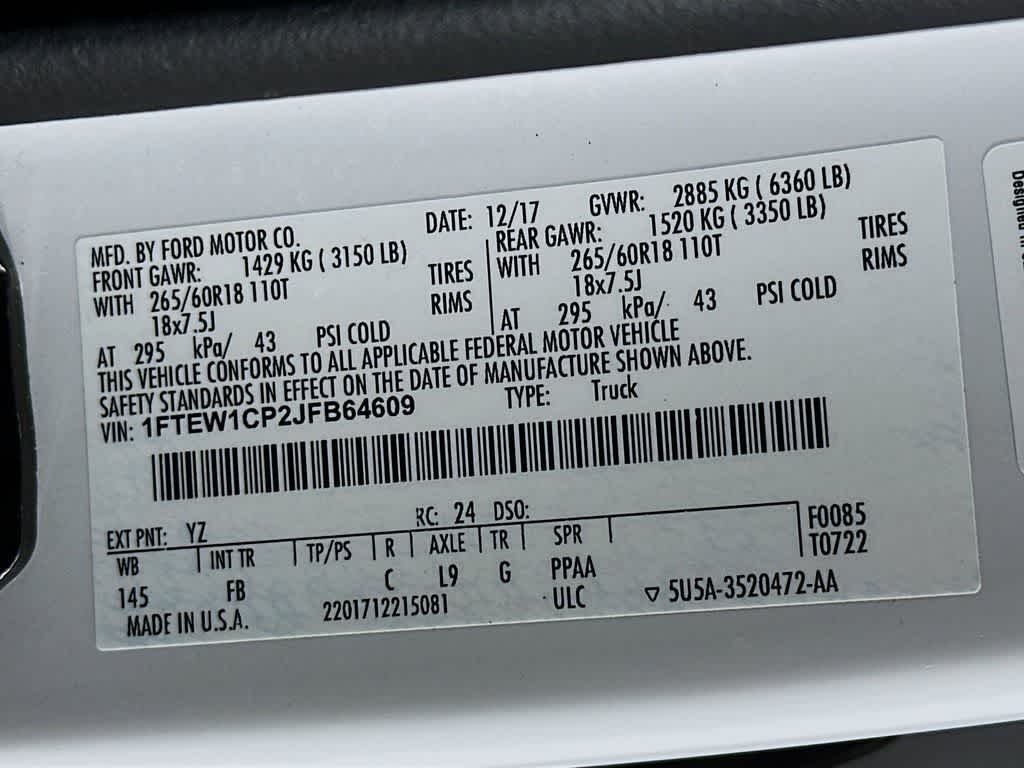 MFD. BY FORD MOTOR CO. DATE: 12/17 GVWR: 2885 KG ( 6360 LB)
FRONT GAWR: 1429 KG ( 3150 LB) REAR GAWR: 1520 KG ( 3350 LB)
WITH 265/60R18 110T TIRES WITH 265/60R18 110T TIRES
18x7.5J RIMS 18x7.5J RIMS
AT 295 kPa/ 43 PSI COLD AT 295 kPa/ 43 PSI COLD
THIS VEHICLE CONFORMS TO ALL APPLICABLE FEDERAL MOTOR VEHICLE
SAFETY STANDARDS IN EFFECT ON THE DATE OF MANUFACTURE SHOWN ABOVE.
VIN: 1FTEW1CP2JFB64609 TYPE: Truck
EXT PNT: YZ RC: 24 DSO: F0085
WB INT TR TP/PS R AXLE TR SPR T0722
145 FB C L9 G PPAA
MADE IN U.S.A. 2201712215081 ULC ▽ 5U5A-3520472-AA
Designed